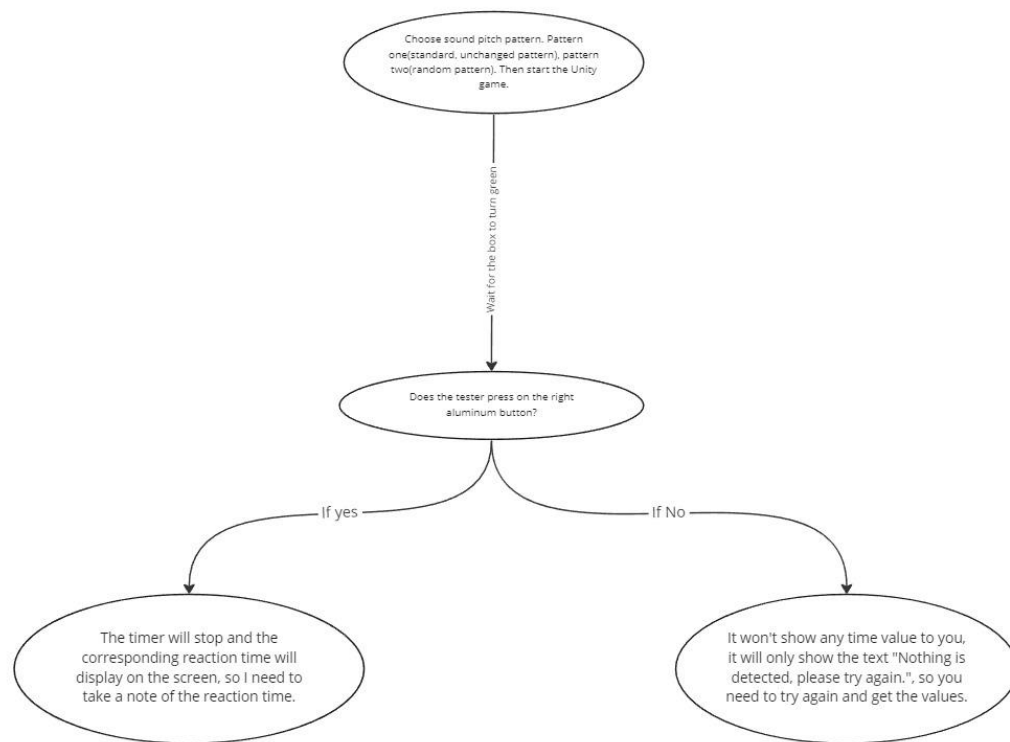 Choose sound pitch pattern. Pattern
one(standard, unchanged pattern), pattern
two(random pattern). Then start the Unity
game.
Wait for the box to turn green
Does the tester press on the right
aluminum button?
If yes
If No
The timer will stop and the
corresponding reaction time will
display on the screen, so I need to
take a note of the reaction time.
It won't show any time value to you,
it will only show the text "Nothing is
detected, please try again.", so you
need to try again and get the values.